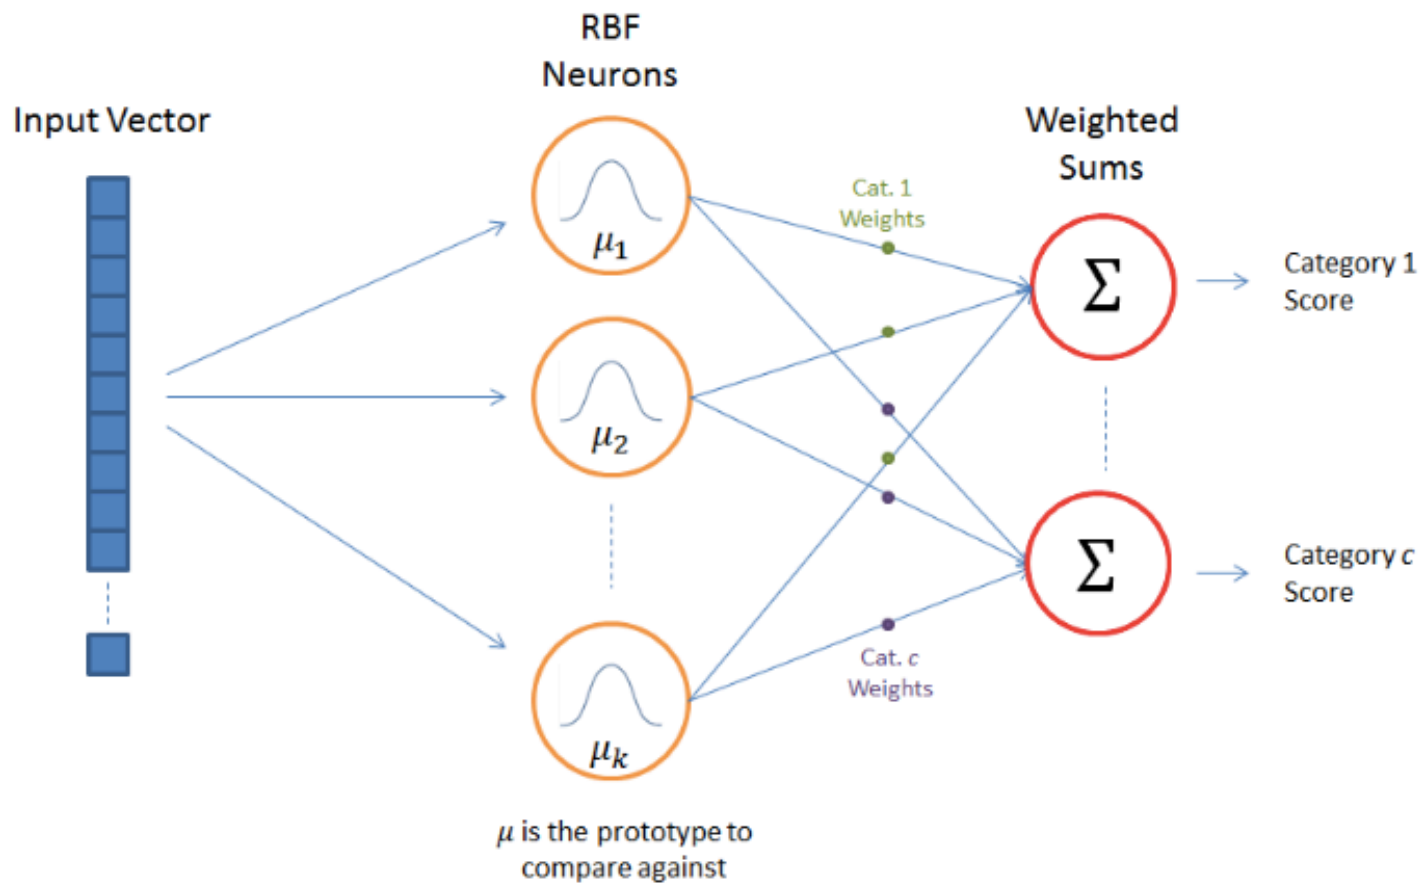 RBF
Neurons
Input Vector
Weighted
Sums
Cat. 1
Weights
μ₁
Σ
Category 1
Score
μ₂
Σ
Category c
Score
Cat. c
Weights
μₖ
μ is the prototype to
compare against